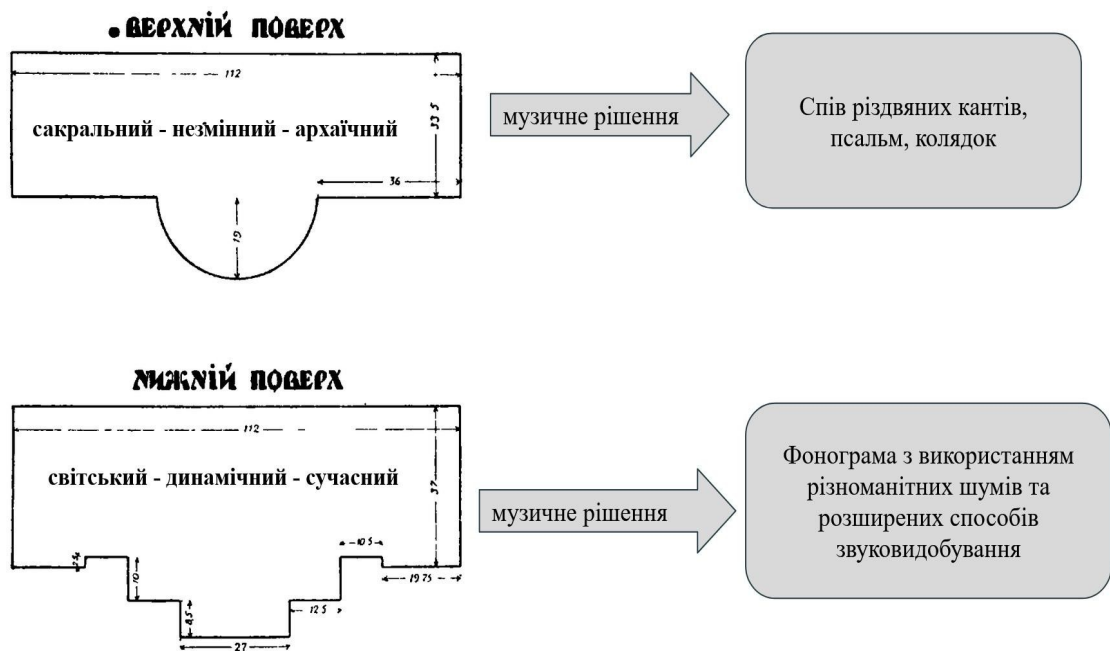 •ВЕРХНІЙ ПОВЕРХ
112
33 5
сакральний - незмінний - архаїчний
36
19
музичне рішення
Спів різдвяних кантів,
псальм, колядок
НИЖНІЙ ПОВЕРХ
112
37
світський - динамічний - сучасний
10 5
2,5
10
19 75
12 5
8,5
27
музичне рішення
Фонограма з використанням
різноманітних шумів та
розширених способів
звуковидобування